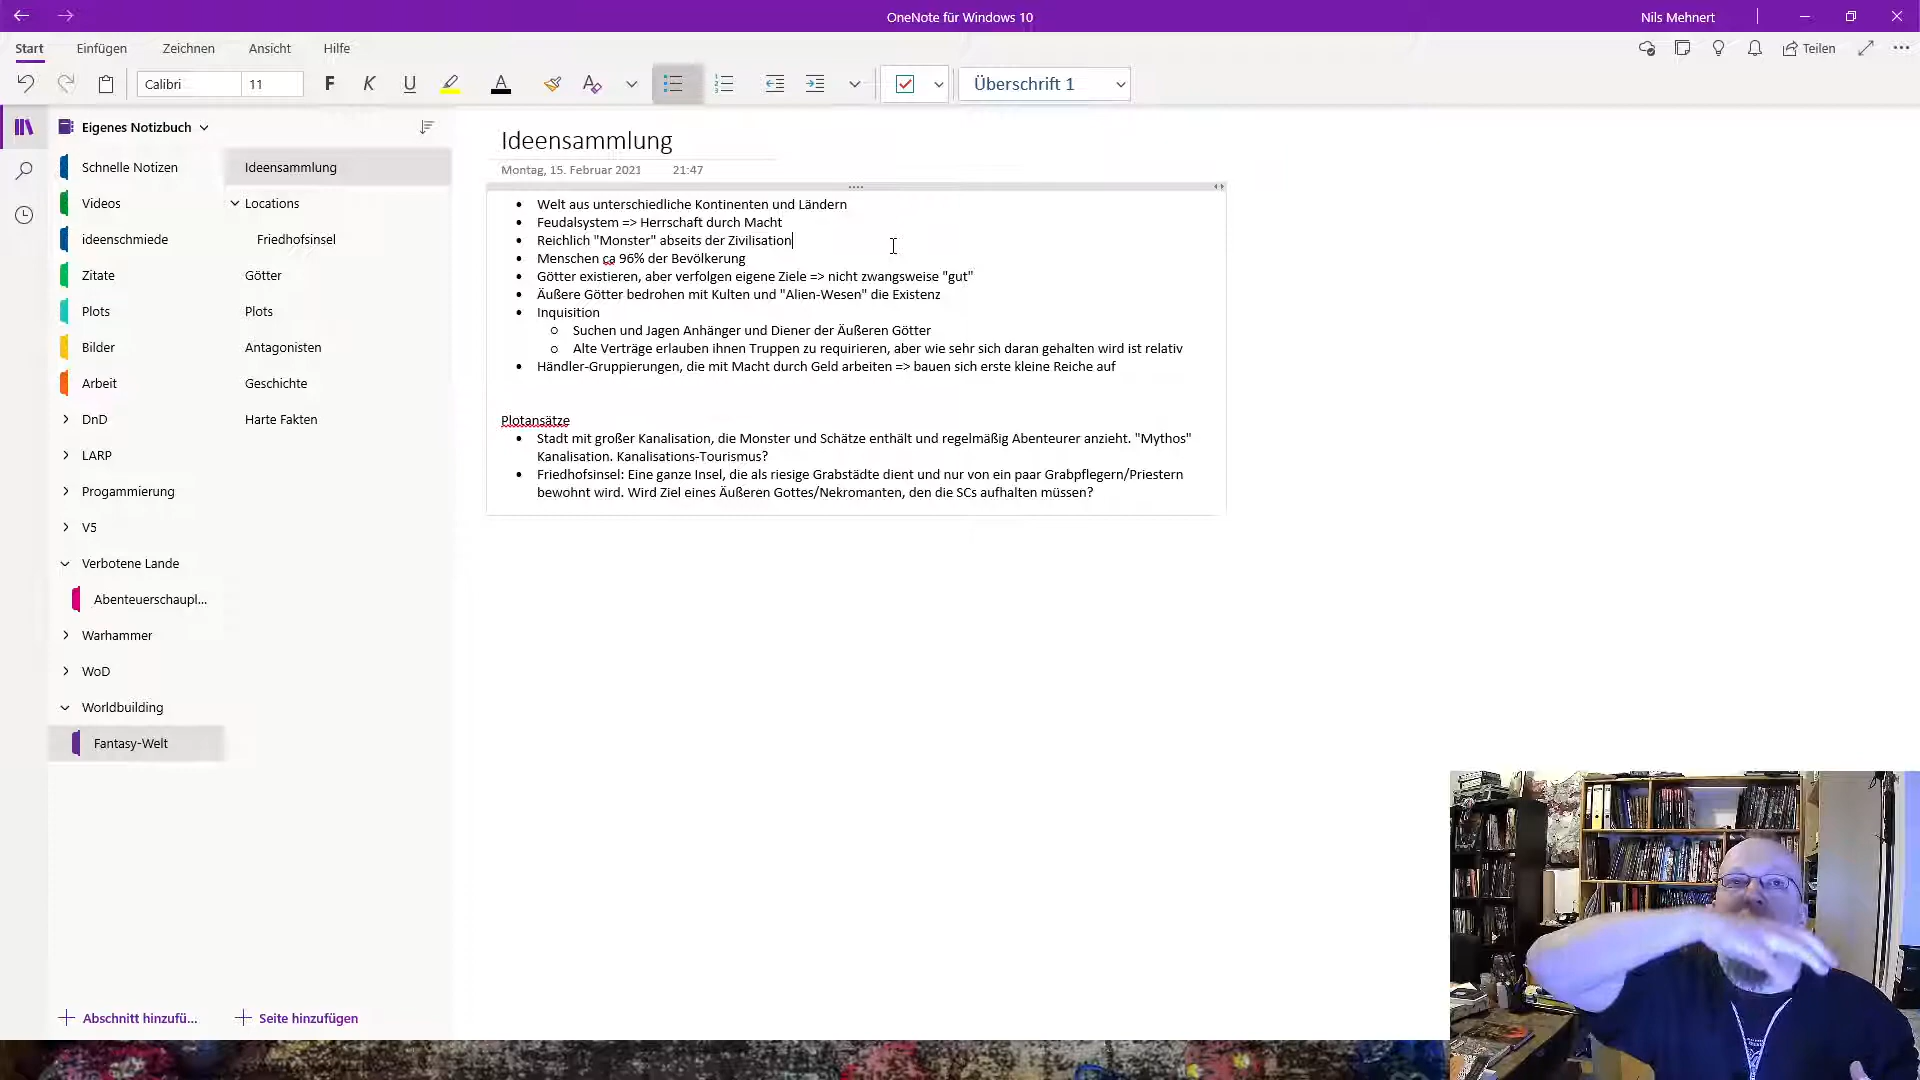 OneNote für Windows 10
Nils Mehnert
Start
Einfügen
Zeichnen
Ansicht
Hilfe
Teilen
Calibri
11
F
K
U
A
A
Überschrift 1
Eigenes Notizbuch
Schnelle Notizen
Videos
ideenschmiede
Zitate
Plots
Bilder
Arbeit
DnD
LARP
Progammierung
V5
Verbotene Lande
Abenteuerschaupl...
Warhammer
WoD
Worldbuilding
Fantasy-Welt
Abschnitt hinzufü...
Ideensammlung
Locations
Friedhofsinsel
Götter
Plots
Antagonisten
Geschichte
Harte Fakten
Seite hinzufügen
Ideensammlung
Montag, 15. Februar 2021 21:47
Welt aus unterschiedliche Kontinenten und Ländern
Feudalsystem => Herrschaft durch Macht
Reichlich "Monster" abseits der Zivilisation
Menschen ca 96% der Bevölkerung
Götter existieren, aber verfolgen eigene Ziele => nicht zwangsweise "gut"
Äußere Götter bedrohen mit Kulten und "Alien-Wesen" die Existenz
Inquisition
Suchen und Jagen Anhänger und Diener der Äußeren Götter
Alte Verträge erlauben ihnen Truppen zu requirieren, aber wie sehr sich daran gehalten wird ist relativ
Händler-Gruppierungen, die mit Macht durch Geld arbeiten => bauen sich erste kleine Reiche auf
Plotansätze
Stadt mit großer Kanalisation, die Monster und Schätze enthält und regelmäßig Abenteurer anzieht. "Mythos"
Kanalisation. Kanalisations-Tourismus?
Friedhofsinsel: Eine ganze Insel, die als riesige Grabstädte dient und nur von ein paar Grabpflegern/Priestern
bewohnt wird. Wird Ziel eines Äußeren Gottes/Nekromanten, den die SCs aufhalten müssen?